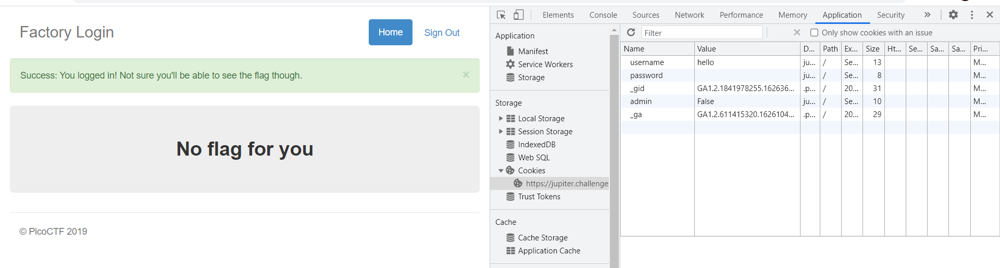 Factory Login
Home
Sign Out
Success: You logged in! Not sure you'll be able to see the flag though.
×
No flag for you
© PicoCTF 2019
Elements Console Sources Network Performance Memory Application Security
Application
Manifest
Service Workers
Storage
Storage
Local Storage
Session Storage
IndexedDB
Web SQL
Cookies
https://jupiter.challenge
Trust Tokens
Cache
Cache Storage
Application Cache
Filter
Only show cookies with an issue
Name Value D... Path Ex... Size Ht... Se... Sa... Sa... Pri...
username hello ju... / Se... 13 M...
password ju... / Se... 8 M...
_gid GA1.2.1841978255.162636... .p... / 20... 31 M...
admin False ju... / Se... 10 M...
_ga GA1.2.611415320.1626104... .p... / 20... 29 M...